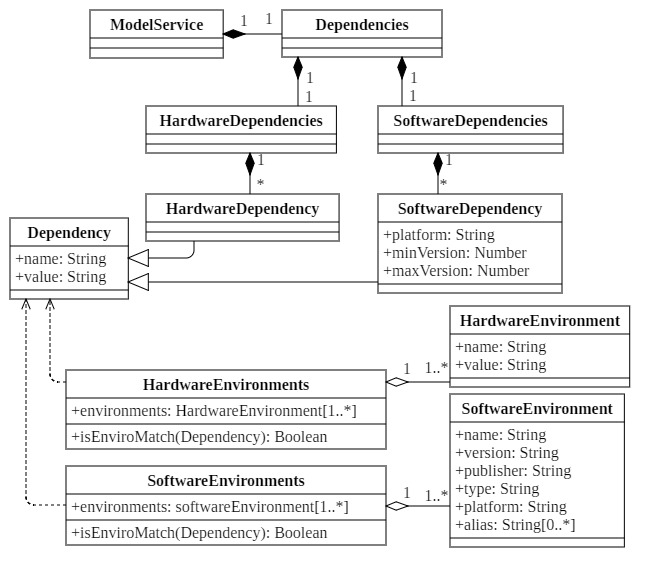 ModelService
1
1
Dependencies
1
1
1
1
HardwareDependencies
SoftwareDependencies
1
*
1
*
HardwareDependency
SoftwareDependency
+platform: String
+minVersion: Number
+maxVersion: Number
Dependency
+name: String
+value: String
HardwareEnvironment
+name: String
+value: String
HardwareEnvironments
+environments: HardwareEnvironment[1..*]
+isEnviroMatch(Dependency): Boolean
1
1..*
SoftwareEnvironment
+name: String
+version: String
+publisher: String
+type: String
+platform: String
+alias: String[0..*]
SoftwareEnvironments
+environments: softwareEnvironment[1..*]
+isEnviroMatch(Dependency): Boolean
1
1..*